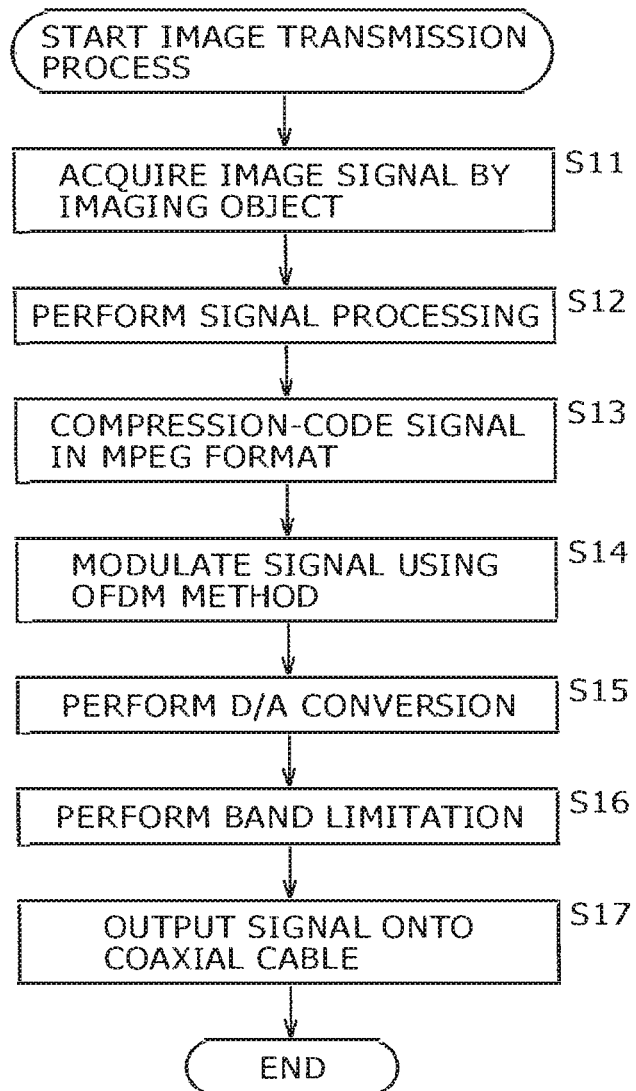 START IMAGE TRANSMISSION
PROCESS
S11
ACQUIRE IMAGE SIGNAL BY
IMAGING OBJECT
S12
PERFORM SIGNAL PROCESSING
S13
COMPRESSION-CODE SIGNAL
IN MPEG FORMAT
S14
MODULATE SIGNAL USING
OFDM METHOD
S15
PERFORM D/A CONVERSION
S16
PERFORM BAND LIMITATION
S17
OUTPUT SIGNAL ONTO
COAXIAL CABLE
END